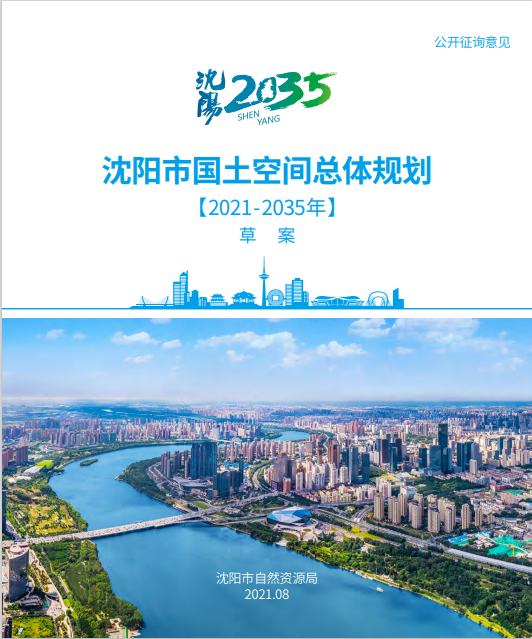 公开征询意见
沈陽2035
SHEN
YANG
沈阳市国土空间总体规划
【2021-2035年】
草 案
沈阳市自然资源局
2021.08